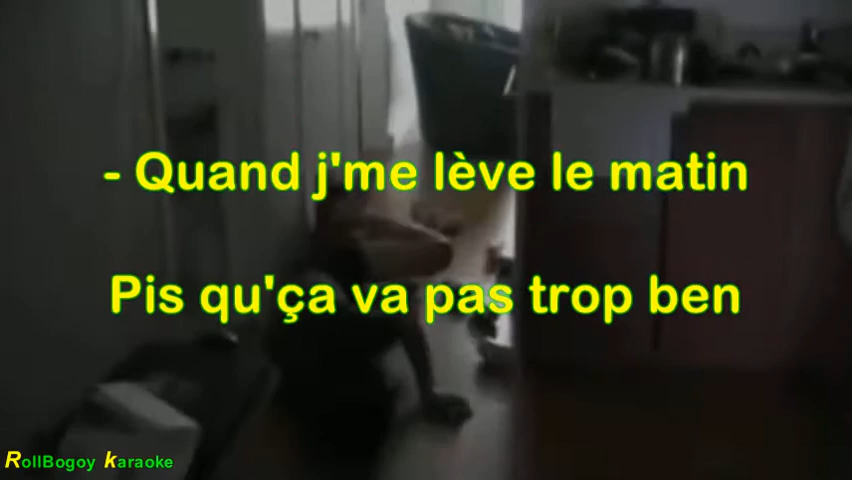 - Quand j'me lève le matin
Pis qu'ça va pas trop ben
RollBogoy karaoke